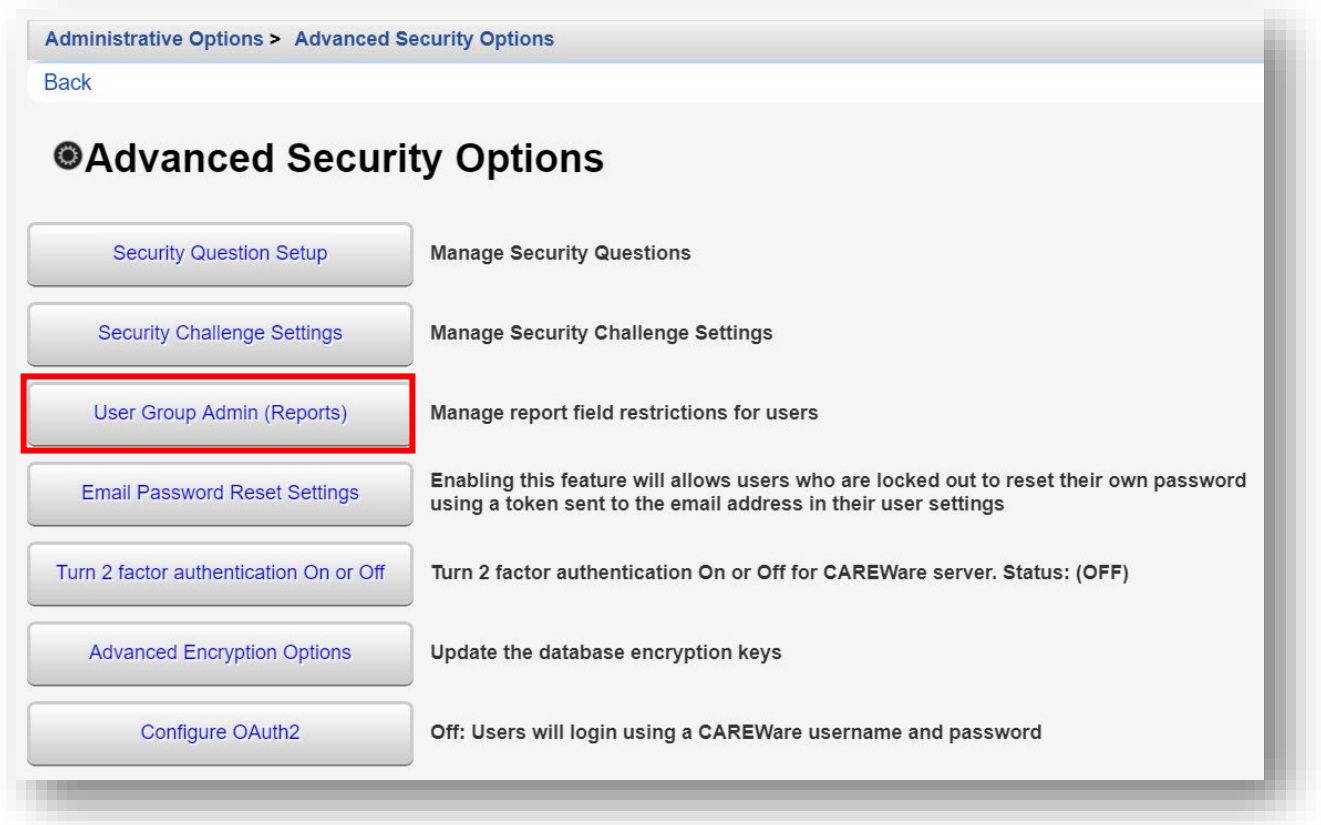 Administrative Options > Advanced Security Options
Back
Advanced Security Options
Security Question Setup
Manage Security Questions
Security Challenge Settings
Manage Security Challenge Settings
User Group Admin (Reports)
Manage report field restrictions for users
Email Password Reset Settings
Enabling this feature will allows users who are locked out to reset their own password
using a token sent to the email address in their user settings
Turn 2 factor authentication On or Off
Turn 2 factor authentication On or Off for CAREWare server. Status: (OFF)
Advanced Encryption Options
Update the database encryption keys
Configure OAuth2
Off: Users will login using a CAREWare username and password